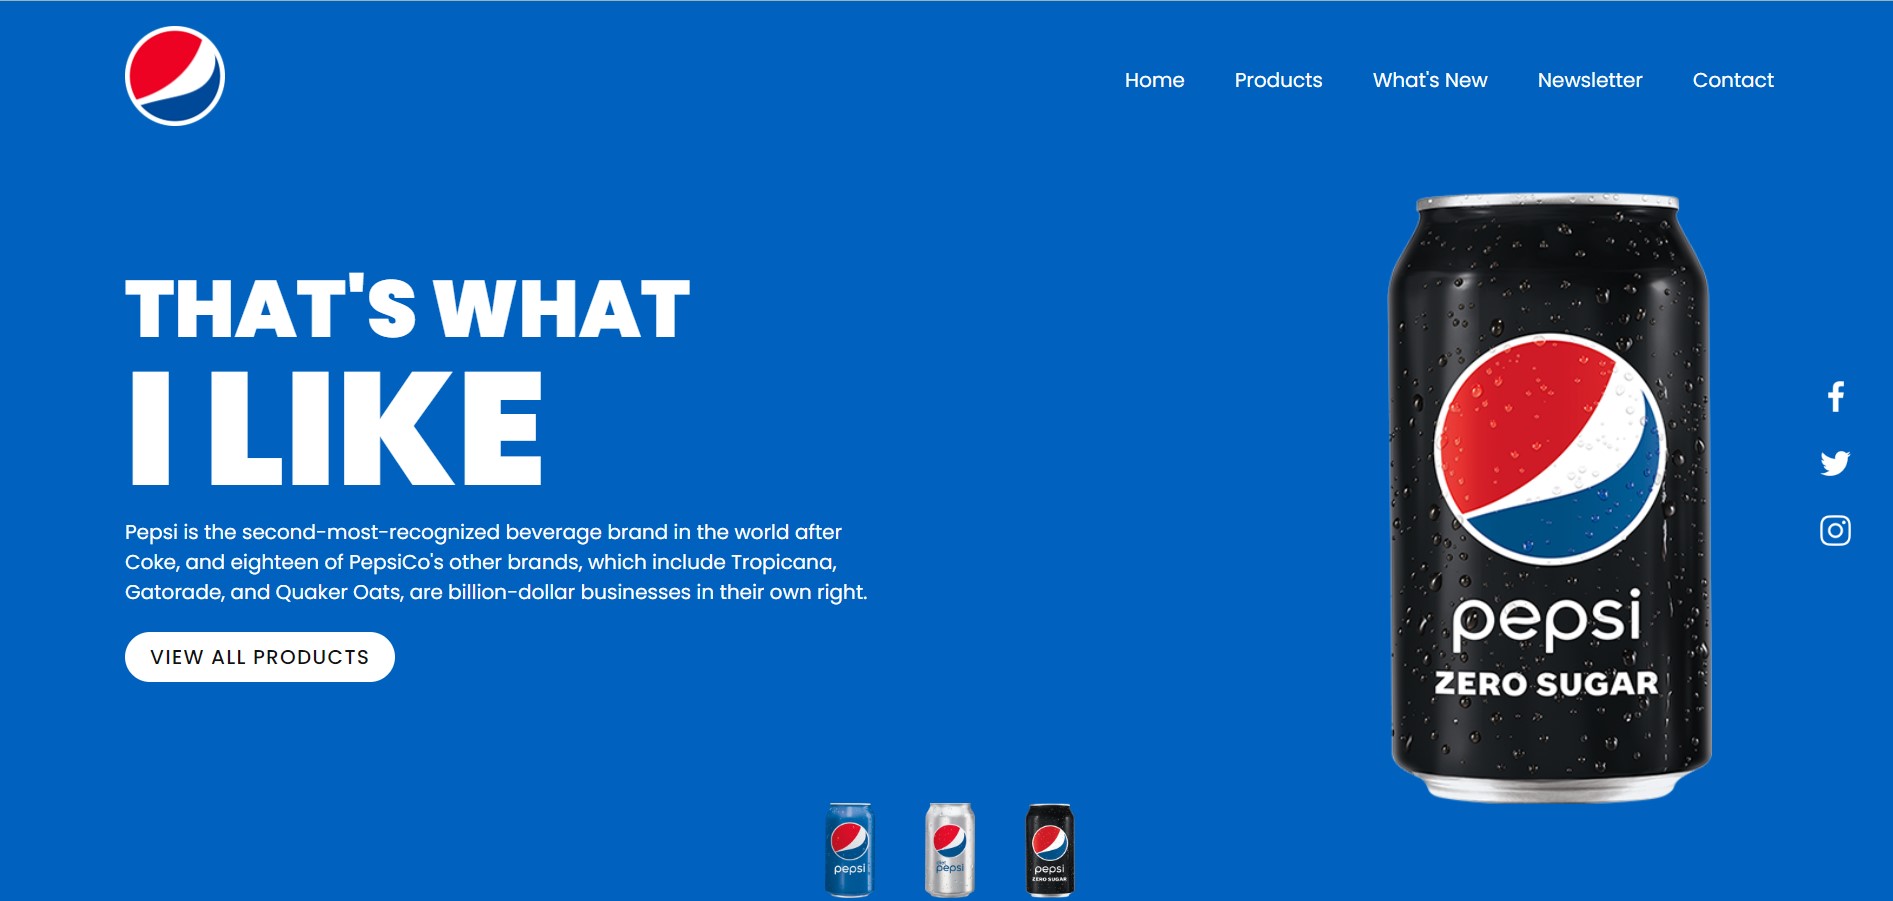 Home Products What's New Newsletter Contact
THAT'S WHAT
I LIKE
Pepsi is the second-most-recognized beverage brand in the world after
Coke, and eighteen of PepsiCo's other brands, which include Tropicana,
Gatorade, and Quaker Oats, are billion-dollar businesses in their own right.
VIEW ALL PRODUCTS
pepsi
ZERO SUGAR
pepsi
diet
pepsi
pepsi
ZERO SUGAR